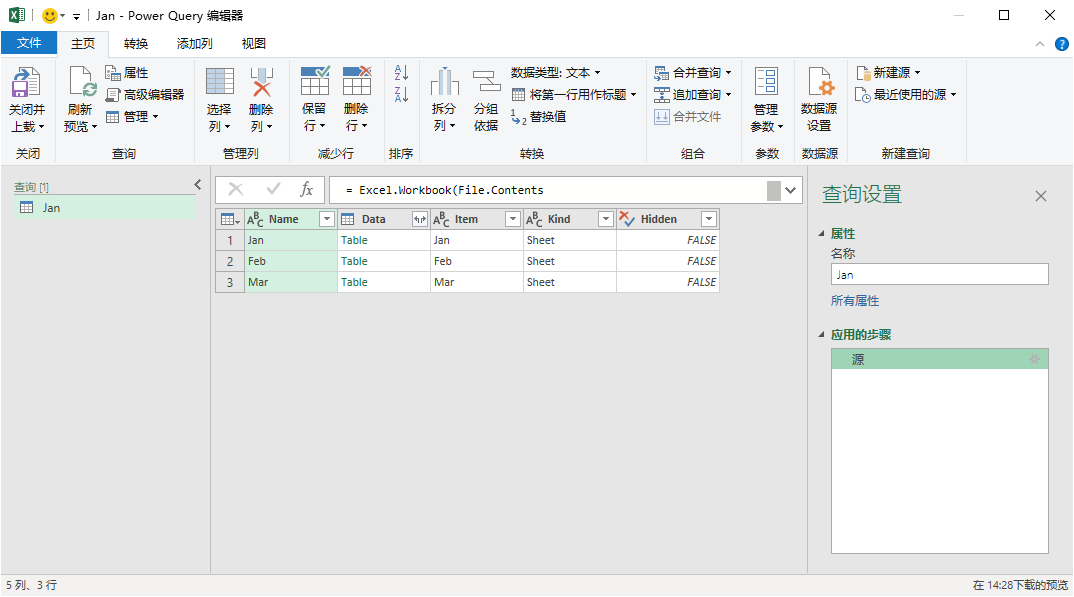 Jan - Power Query 编辑器
文件 主页 转换 添加列 视图
关闭并上载
关闭
刷新预览
属性
高级编辑器
管理
查询
选择列
删除列
管理列
保留行
删除行
减少行
排序
拆分列
分组依据
数据类型: 文本
将第一行用作标题
替换值
转换
合并查询
追加查询
合并文件
组合
管理参数
参数
数据源设置
数据源
新建源
最近使用的源
新建查询
查询 [1]
Jan
= Excel.Workbook(File.Contents
Name Data Item Kind Hidden
1 Jan Table Jan Sheet FALSE
2 Feb Table Feb Sheet FALSE
3 Mar Table Mar Sheet FALSE
查询设置
属性
名称
Jan
所有属性
应用的步骤
源
5 列、3 行
在 14:28下载的预览